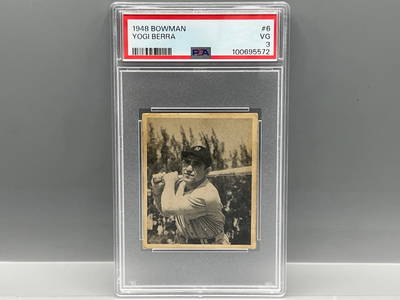 1948 BOWMAN #6
YOGI BERRA VG
3
PSA 100695572